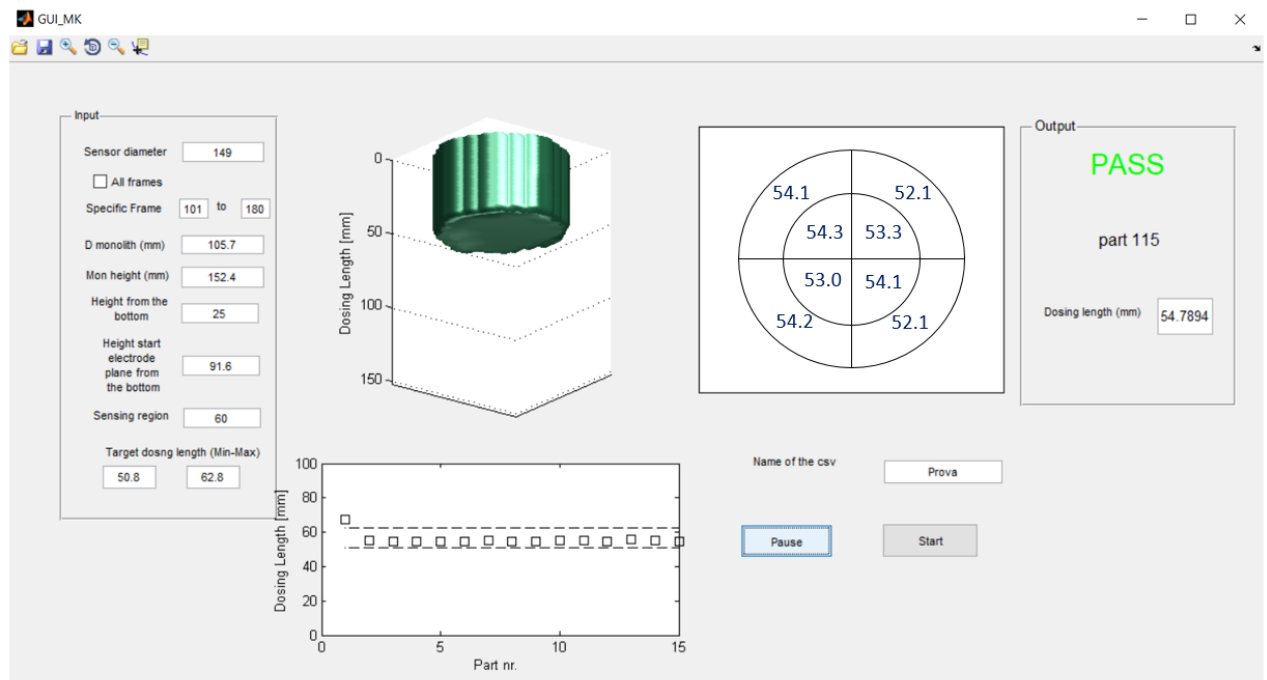 GUI_MK
Input
Sensor diameter 149
All frames
Specific Frame 101 to 180
D monolith (mm) 105.7
Mon height (mm) 152.4
Height from the
bottom 25
Height start
electrode
plane from
the bottom
91.6
Sensing region 60
Target dosng length (Min-Max)
50.8 62.8
Dosing Length [mm]
0
50
100
150
54.1 52.1
54.3 53.3
53.0 54.1
54.2 52.1
Output
PASS
part 115
Dosing length (mm) 54.7894
Dosing Length [mm]
100
80
60
40
20
0
0 5 10 15
Part nr.
Name of the csv Prova
Pause Start